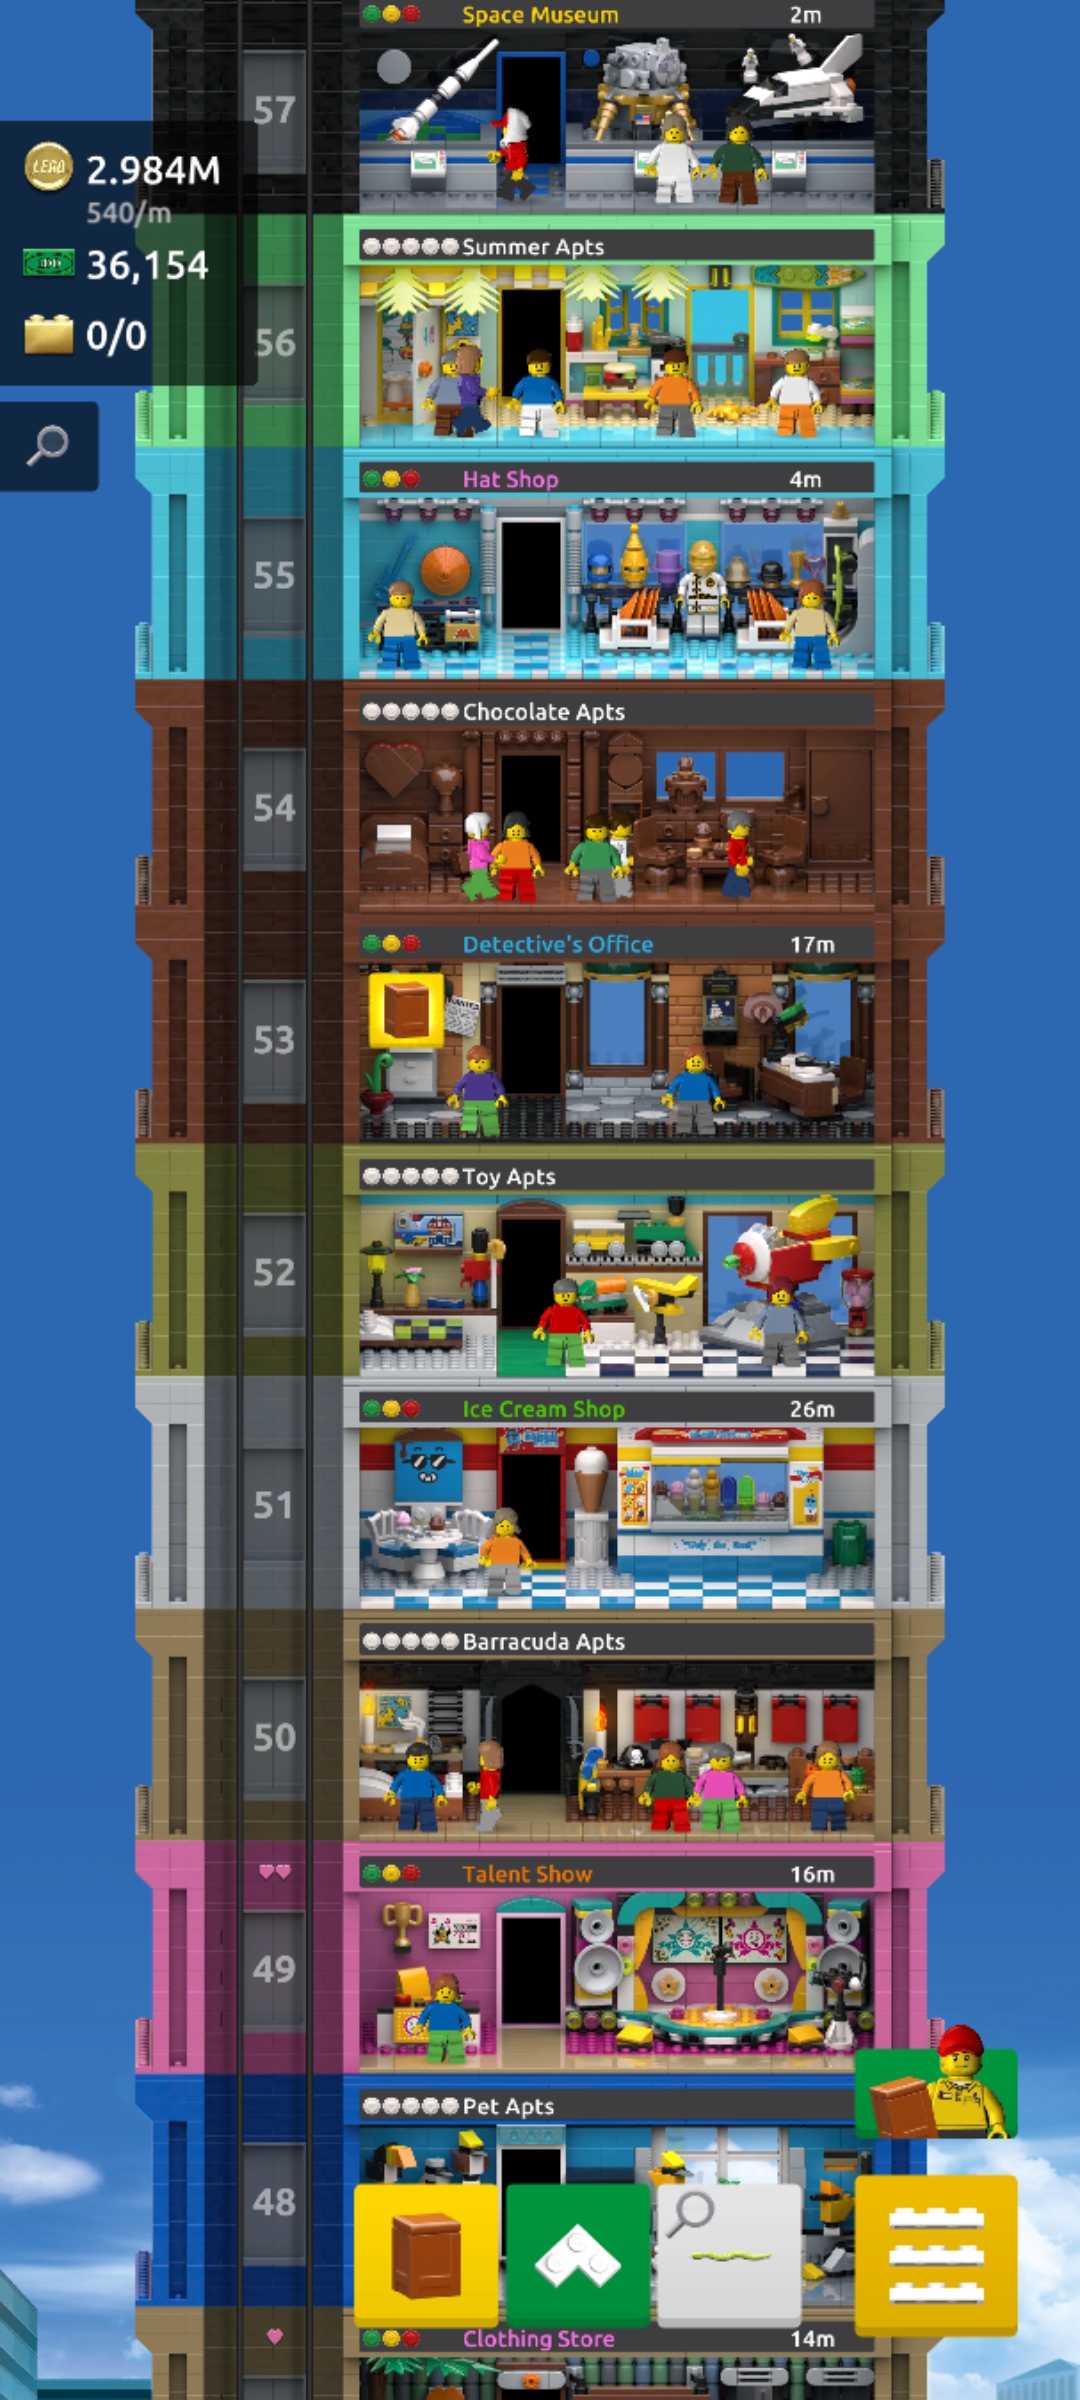 Space Museum 2m
57
LEGO 2.984M
540/m
36,154
0/0
Summer Apts
56
Hat Shop 4m
55
Chocolate Apts
54
Detective's Office 17m
WANTED
53
Toy Apts
52
Ice Cream Shop 26m
51
Barracuda Apts
50
Talent Show 16m
49
Pet Apts
48
Clothing Store 14m